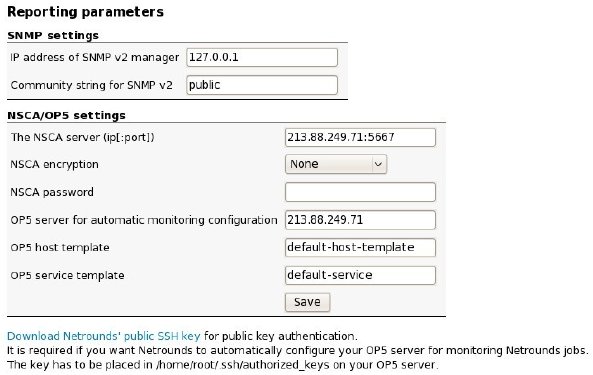 Reporting parameters
SNMP settings
IP address of SNMP v2 manager 127.0.0.1
Community string for SNMP v2 public
NSCA/OP5 settings
The NSCA server (ip[:port]) 213.88.249.71:5667
NSCA encryption None
NSCA password
OP5 server for automatic monitoring configuration 213.88.249.71
OP5 host template default-host-template
OP5 service template default-service
Save
Download Netrounds' public SSH key for public key authentication.
It is required if you want Netrounds to automatically configure your OP5 server for monitoring Netrounds jobs.
The key has to be placed in /home/root/.ssh/authorized_keys on your OP5 server.